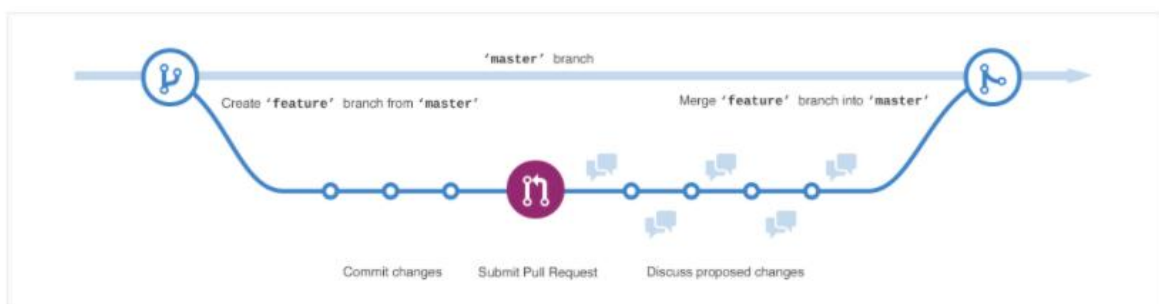 ‘master’ branch
Create ‘feature’ branch from ‘master’
Merge ‘feature’ branch into ‘master’
Commit changes
Submit Pull Request
Discuss proposed changes